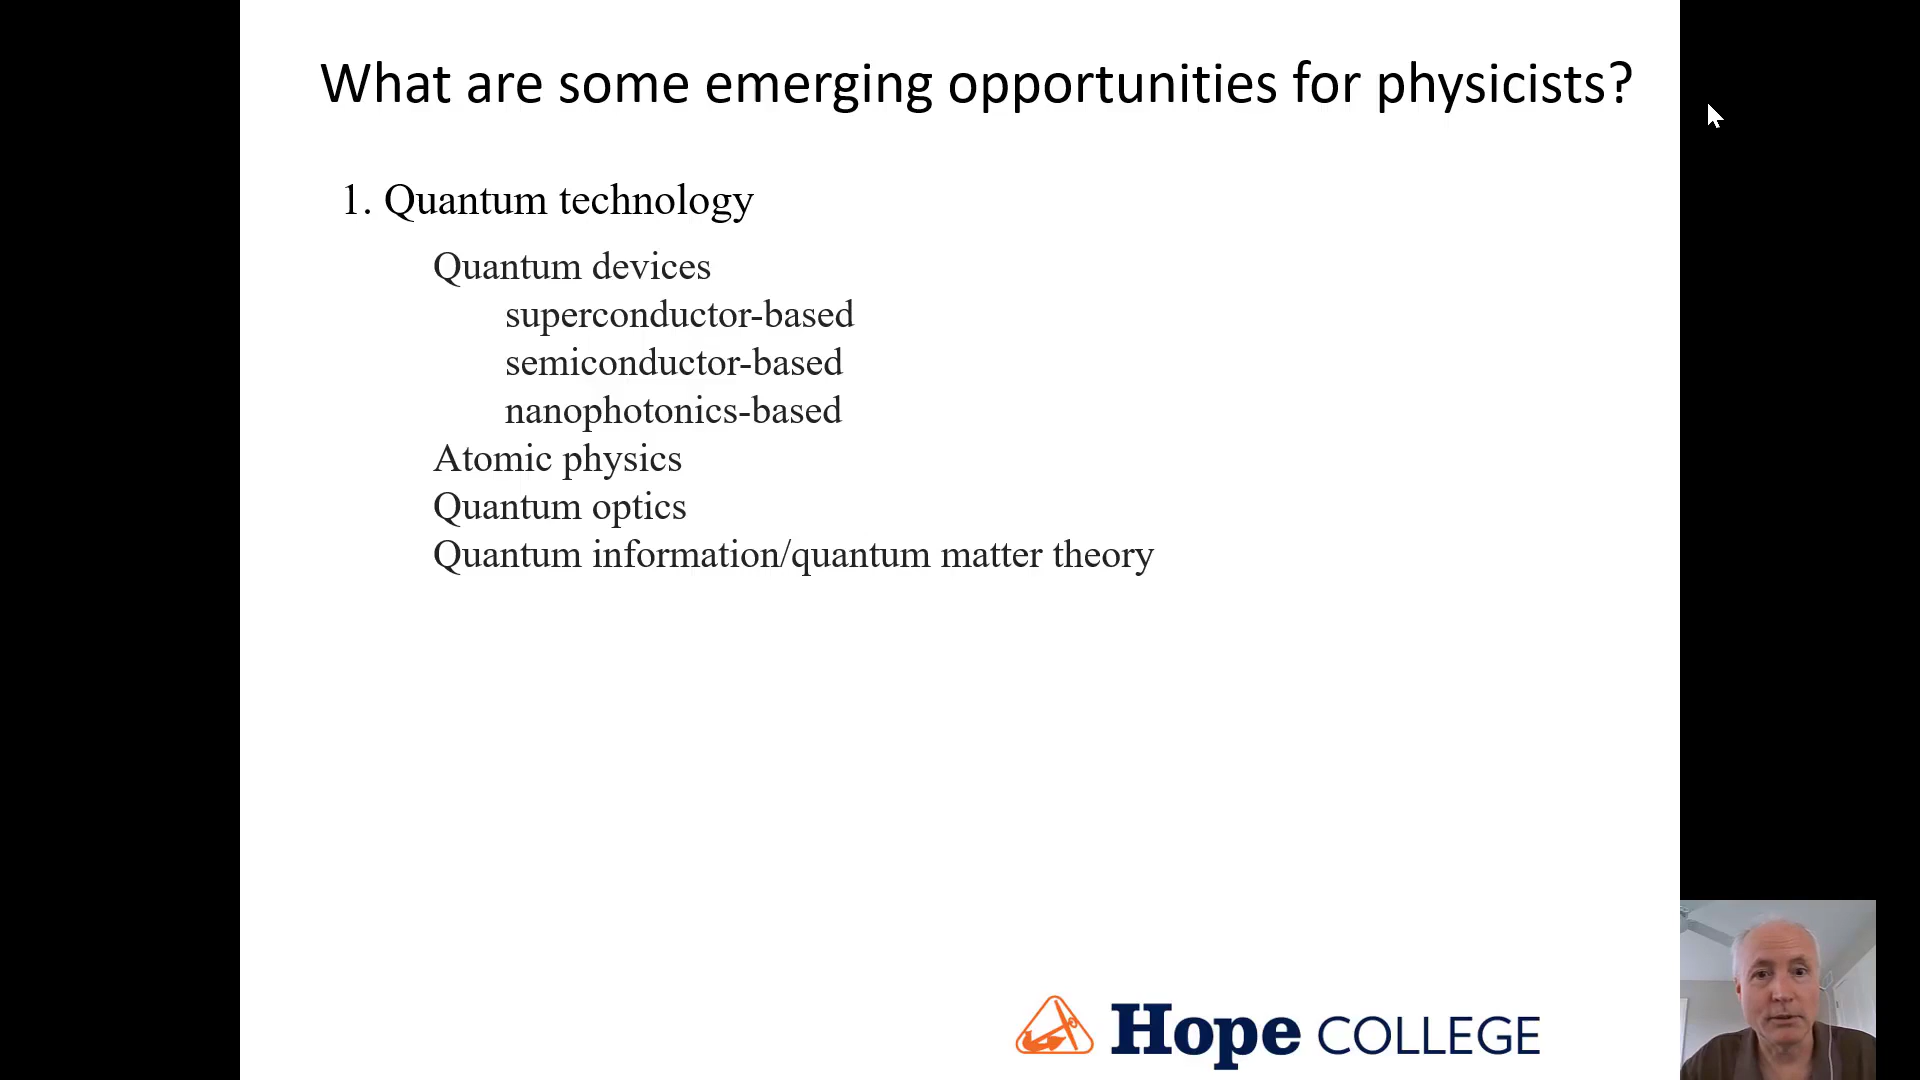 What are some emerging opportunities for physicists?
1. Quantum technology
Quantum devices
superconductor-based
semiconductor-based
nanophotonics-based
Atomic physics
Quantum optics
Quantum information/quantum matter theory
Hope COLLEGE